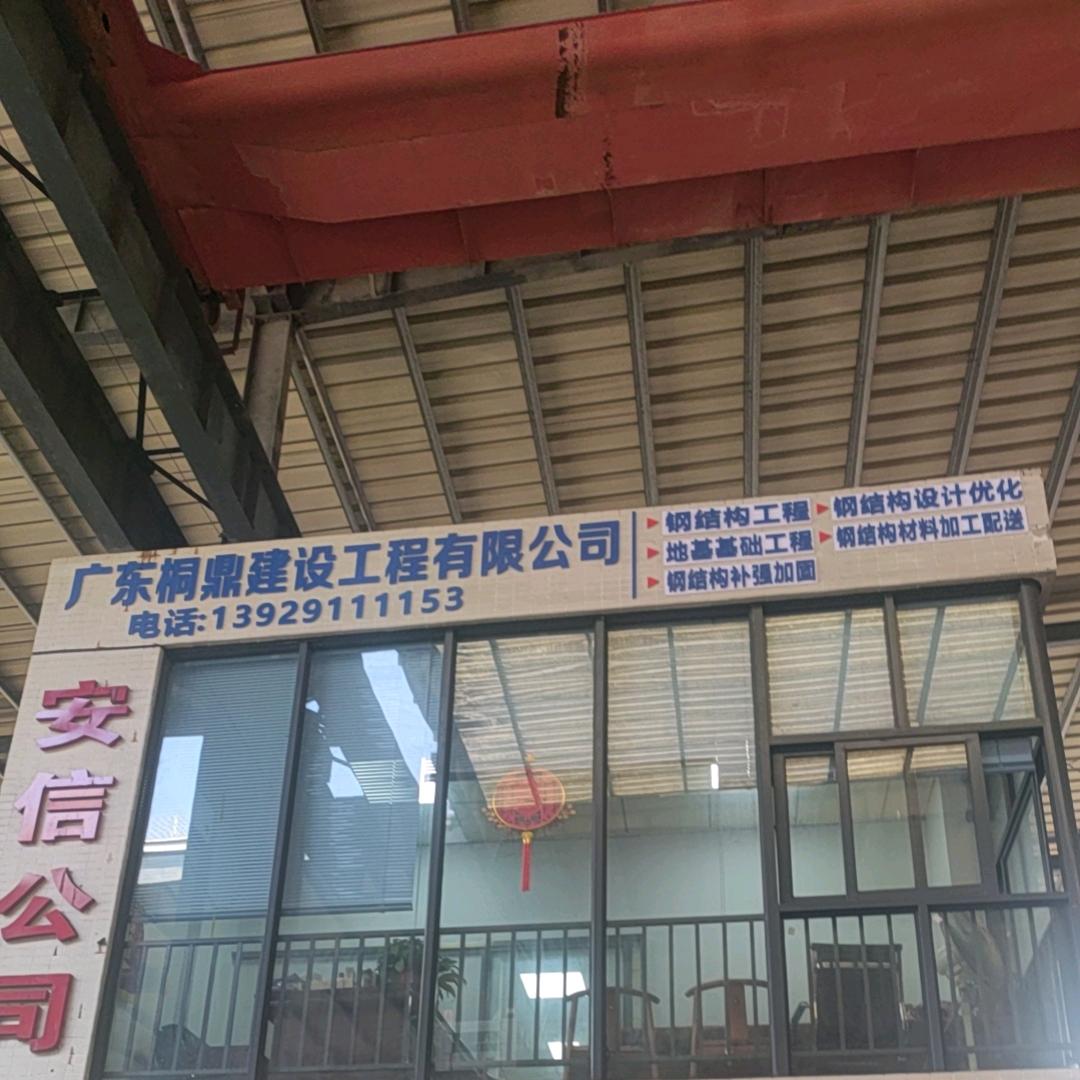 广东桐鼎建设工程有限公司
电话:13929111153
钢结构工程
地基基础工程
钢结构补强加固
钢结构设计优化
钢结构材料加工配送
安信公司